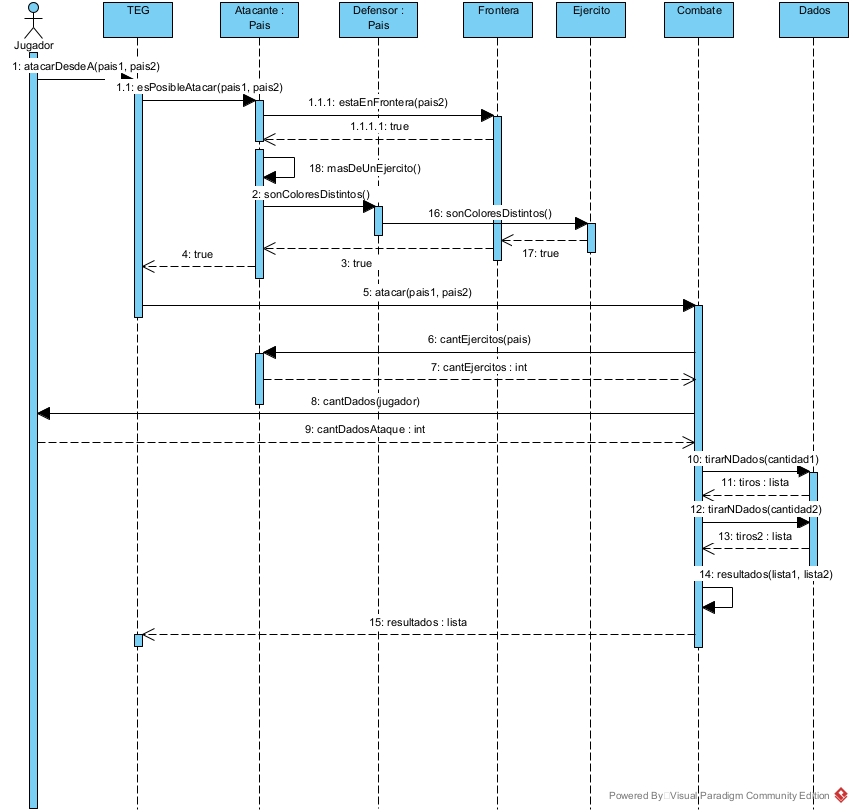 TEG
Atacante :
Pais
Defensor :
Pais
Frontera
Ejercito
Combate
Dados
Jugador
1: atacarDesdeA(pais1, pais2)
1.1: esPosibleAtacar(pais1, pais2)
1.1.1: estaEnFrontera(pais2)
1.1.1.1: true
18: masDeUnEjercito()
2: sonColoresDistintos()
16: sonColoresDistintos()
17: true
4: true
3: true
5: atacar(pais1, pais2)
6: cantEjercitos(pais)
7: cantEjercitos : int
8: cantDados(jugador)
9: cantDadosAtaque : int
10: tirarNDados(cantidad1)
11: tiros : lista
12: tirarNDados(cantidad2)
13: tiros2 : lista
14: resultados(lista1, lista2)
15: resultados : lista
Powered By Visual Paradigm Community Edition